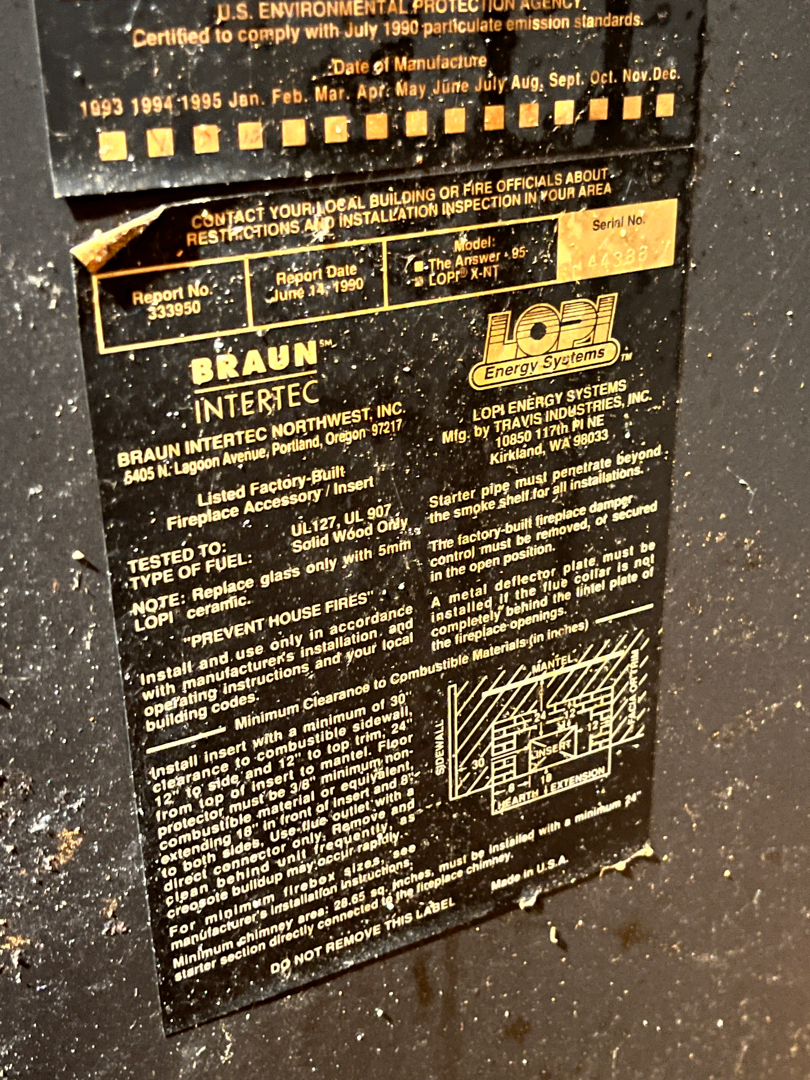 U.S. ENVIRONMENTAL PROTECTION AGENCY.
Certified to comply with July 1990 particulate emission standards.
Date of Manufacture
1993 1994 1995 Jan. Feb. Mar. Apr. May June July Aug. Sept. Oct. Nov. Dec.
CONTACT YOUR LOCAL BUILDING OR FIRE OFFICIALS ABOUT
RESTRICTIONS AND INSTALLATION INSPECTION IN YOUR AREA
Report No.
333950
Report Date
June 14, 1990
Model:
The Answer - 95
LOPI® X-NT
Serial No.
BRAUN℠
INTERTEC
BRAUN INTERTEC NORTHWEST, INC.
5405 N. Lagoon Avenue, Portland, Oregon 97217
Listed Factory-Built
Fireplace Accessory / Insert
TESTED TO: UL127, UL 907
TYPE OF FUEL: Solid Wood Only
NOTE: Replace glass only with 5mm
LOPI® ceramic.
"PREVENT HOUSE FIRES"
Install and use only in accordance
with manufacturer's installation and
operating instructions and your local
building codes.
LOPI
Energy Systems™
LOPI ENERGY SYSTEMS
Mfg. by TRAVIS INDUSTRIES, INC.
10850 117th Pl NE
Kirkland, WA 98033
Starter pipe must penetrate beyond
the smoke shelf for all installations.
The factory-built fireplace damper
control must be removed, or secured
in the open position.
A metal deflector plate must be
installed if the flue collar is not
completely behind the lintel plate of
the fireplace openings.
Minimum Clearance to Combustible Materials (in inches)
Install insert with a minimum of 30"
clearance to combustible sidewall,
12" to side and 12" to top trim, 24"
from top of insert to mantel. Floor
protector must be 3/8" minimum non-
combustible material or equivalent,
extending 18" in front of insert and 8"
to both sides. Use flue outlet with a
direct connector only. Remove and
clean behind unit frequently, as
creosote buildup may occur rapidly.
For minimum firebox sizes, see
manufacturer's installation instructions.
MANTEL
FACIA OR TRIM
SIDEWALL
24
12
12
INSERT
30
8
18
HEARTH EXTENSION
Minimum chimney area: 28.65 sq. inches, must be installed with a minimum 24"
starter section directly connected to the fireplace chimney.
DO NOT REMOVE THIS LABEL
Made in U.S.A.